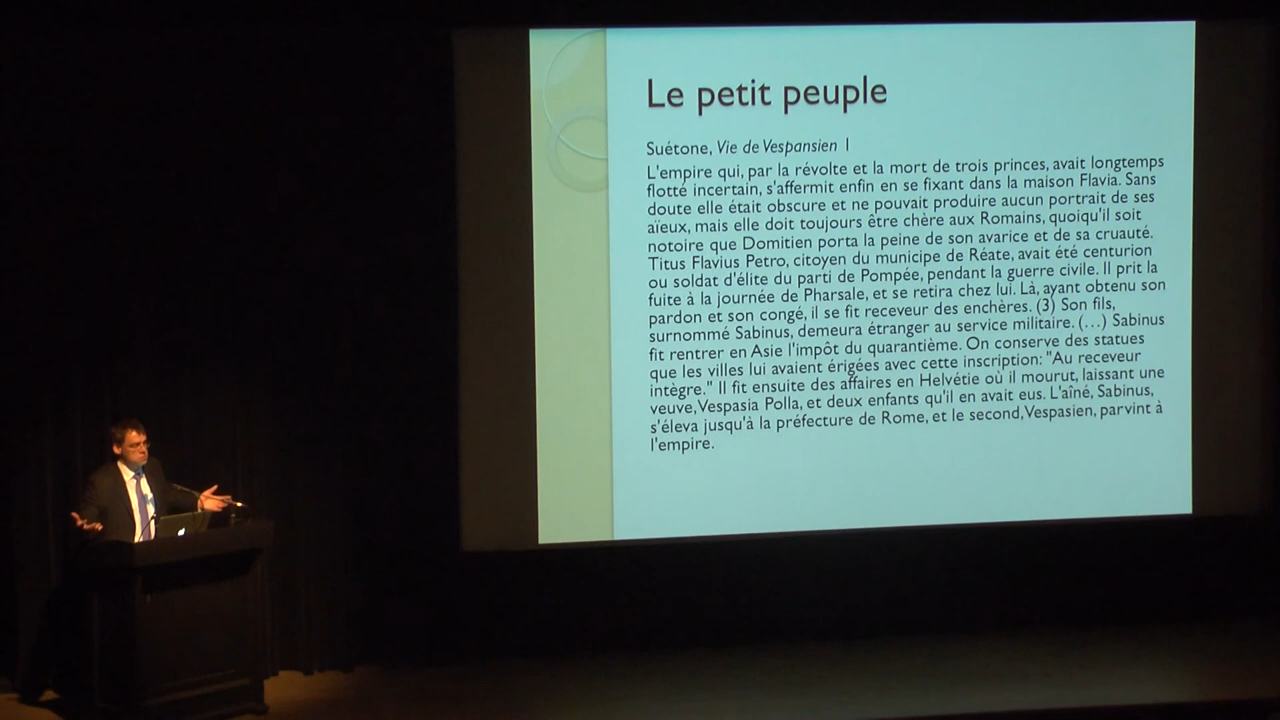 Le petit peuple
Suétone, Vie de Vespansien 1
L'empire qui, par la révolte et la mort de trois princes, avait longtemps
flotté incertain, s'affermit enfin en se fixant dans la maison Flavia. Sans
doute elle était obscure et ne pouvait produire aucun portrait de ses
aïeux, mais elle doit toujours être chère aux Romains, quoiqu'il soit
notoire que Domitien porta la peine de son avarice et de sa cruauté.
Titus Flavius Petro, citoyen du municipe de Réate, avait été centurion
ou soldat d'élite du parti de Pompée, pendant la guerre civile. Il prit la
fuite à la journée de Pharsale, et se retira chez lui. Là, ayant obtenu son
pardon et son congé, il se fit receveur des enchères. (3) Son fils,
surnommé Sabinus, demeura étranger au service militaire. (...) Sabinus
fit rentrer en Asie l'impôt du quarantième. On conserve des statues
que les villes lui avaient érigées avec cette inscription: "Au receveur
intègre." Il fit ensuite des affaires en Helvétie où il mourut, laissant une
veuve, Vespasia Polla, et deux enfants qu'il en avait eus. L'aîné, Sabinus,
s'éleva jusqu'à la préfecture de Rome, et le second, Vespasien, parvint à
l'empire.